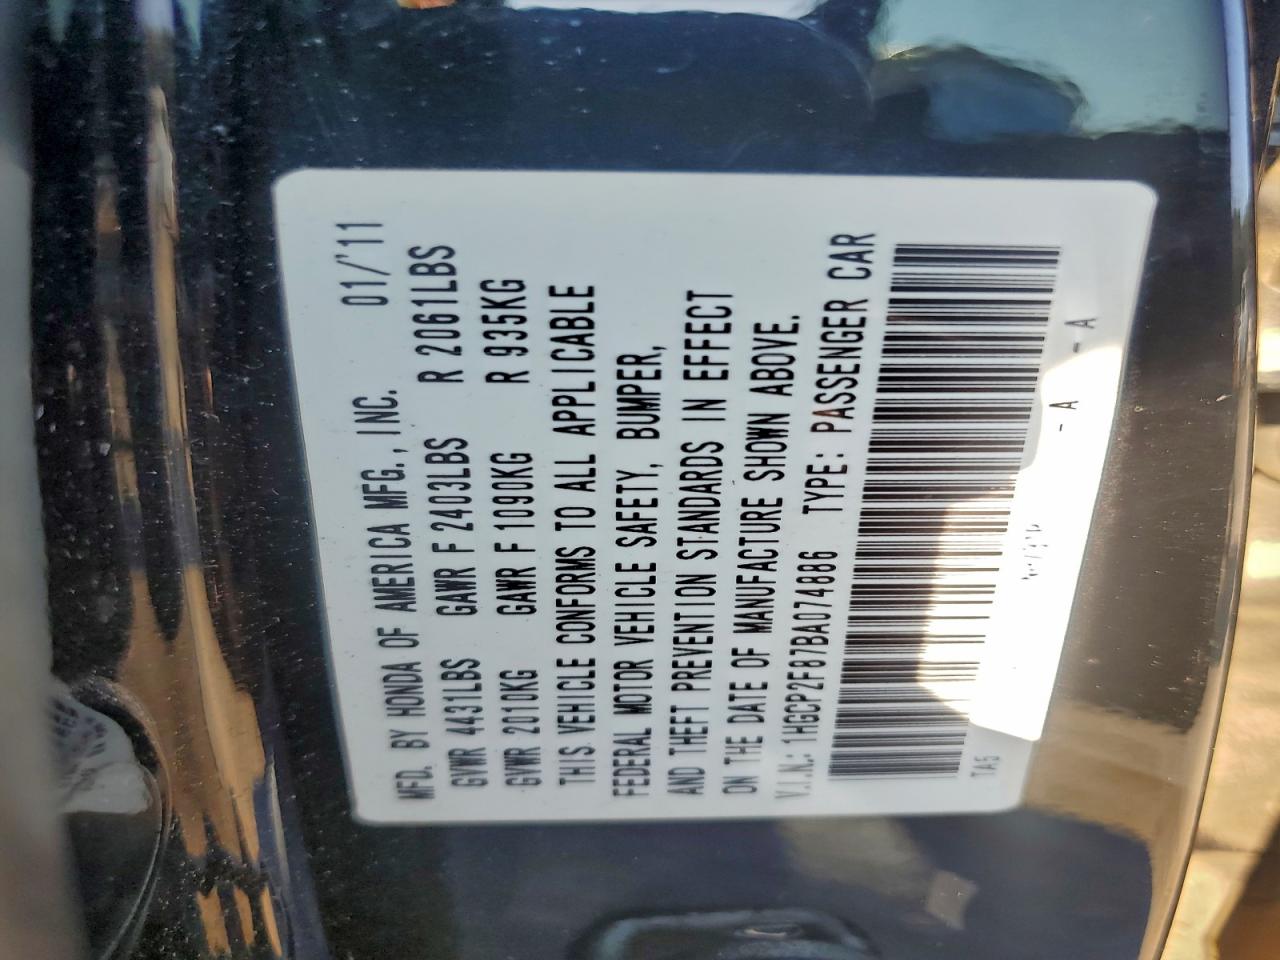 MFD. BY HONDA OF AMERICA MFG., INC. 01/'11
GVWR 4431LBS GAWR F 2403LBS R 2061LBS
GVWR 2010KG GAWR F 1090KG R 935KG
THIS VEHICLE CONFORMS TO ALL APPLICABLE
FEDERAL MOTOR VEHICLE SAFETY, BUMPER,
AND THEFT PREVENTION STANDARDS IN EFFECT
ON THE DATE OF MANUFACTURE SHOWN ABOVE.
V.I.N.: 1HGCP2F87BA074886 TYPE: PASSENGER CAR
TA5 - A - A